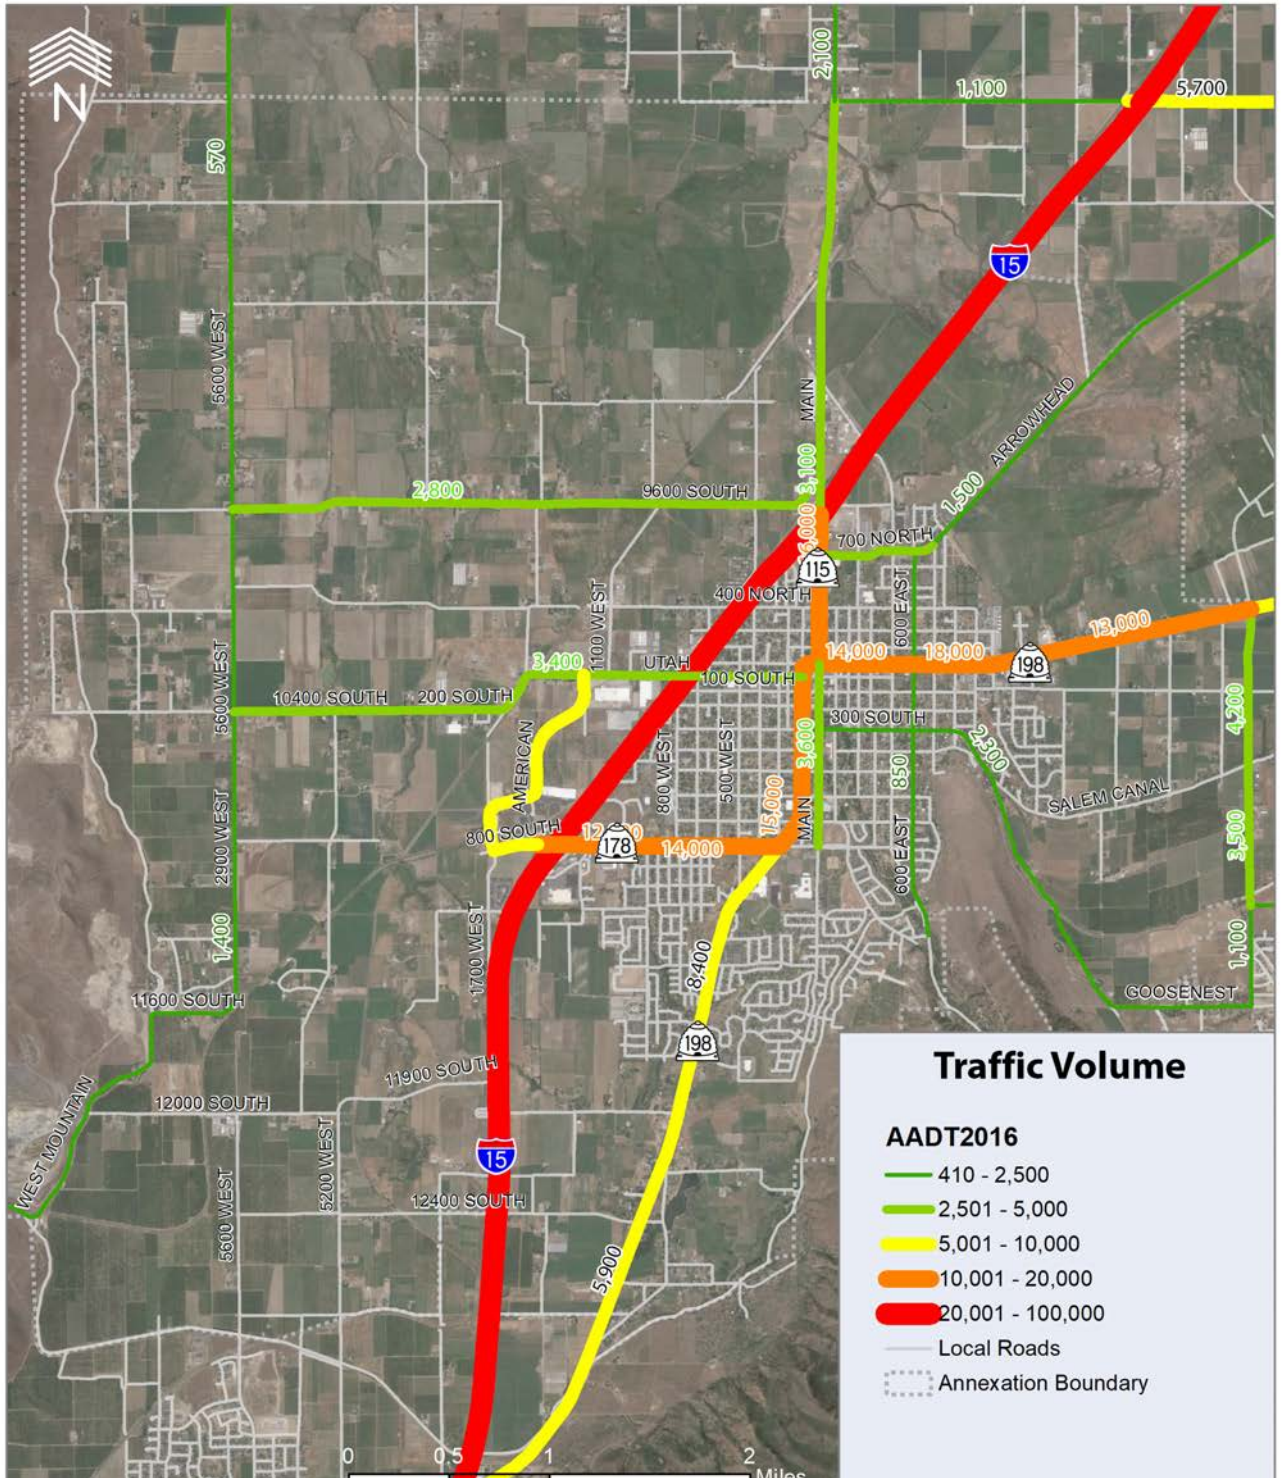 N
2,100
1,100
5,700
570
15
5600 WEST
MAIN
ARROWHEAD
3,100
2,800
9600 SOUTH
1,500
700 NORTH
115
400 NORTH
1100 WEST
600 EAST
13,000
14,000
18,000
198
3,400
UTAH
100 SOUTH
10400 SOUTH
200 SOUTH
5600 WEST
300 SOUTH
4,200
2,300
AMERICAN
800 WEST
500 WEST
3,600
850
SALEM CANAL
15,000
MAIN
2900 WEST
800 SOUTH
178
14,000
3,500
600 EAST
1,400
1700 WEST
8,400
1,100
11600 SOUTH
GOOSENEST
198
11900 SOUTH
12000 SOUTH
WEST MOUNTAIN
5200 WEST
15
12400 SOUTH
5600 WEST
5,900
Traffic Volume
AADT2016
410 - 2,500
2,501 - 5,000
5,001 - 10,000
10,001 - 20,000
20,001 - 100,000
Local Roads
Annexation Boundary
0 0.5 1 2
Miles